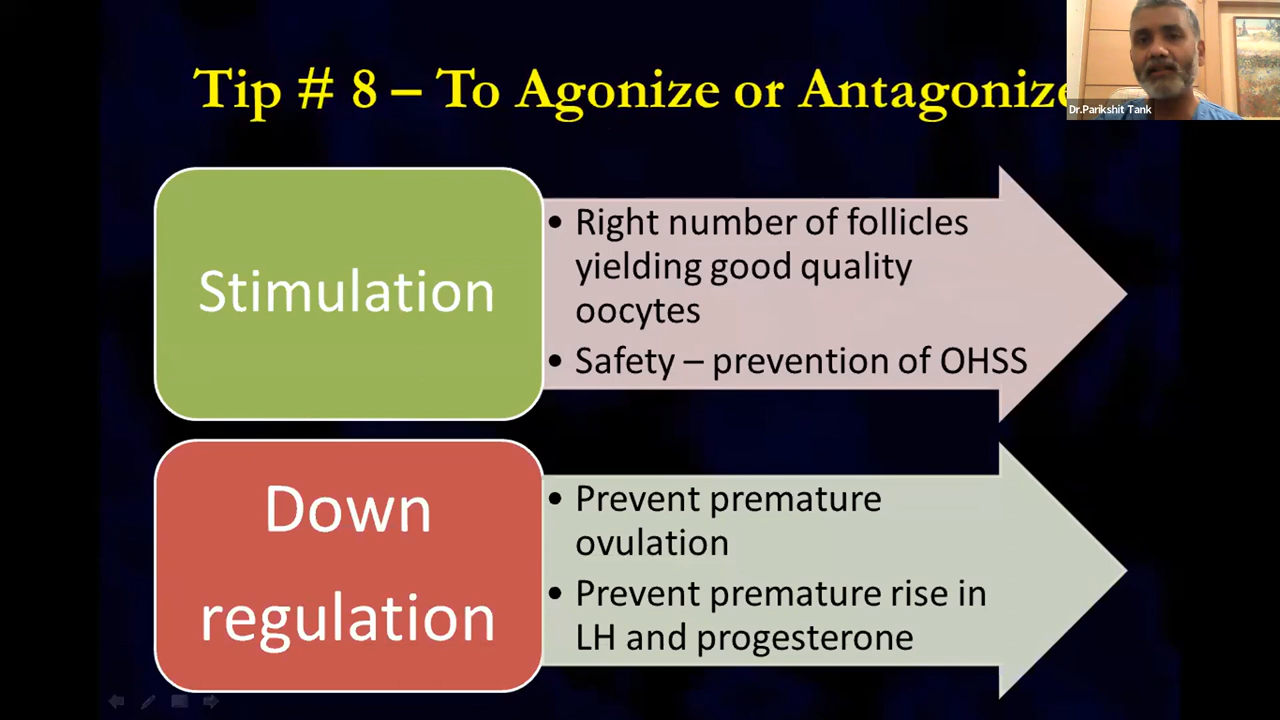 Tip # 8 – To Agonize or Antagonize
Dr.Parikshit Tank
Stimulation
• Right number of follicles
yielding good quality
oocytes
• Safety – prevention of OHSS
Down
regulation
• Prevent premature
ovulation
• Prevent premature rise in
LH and progesterone